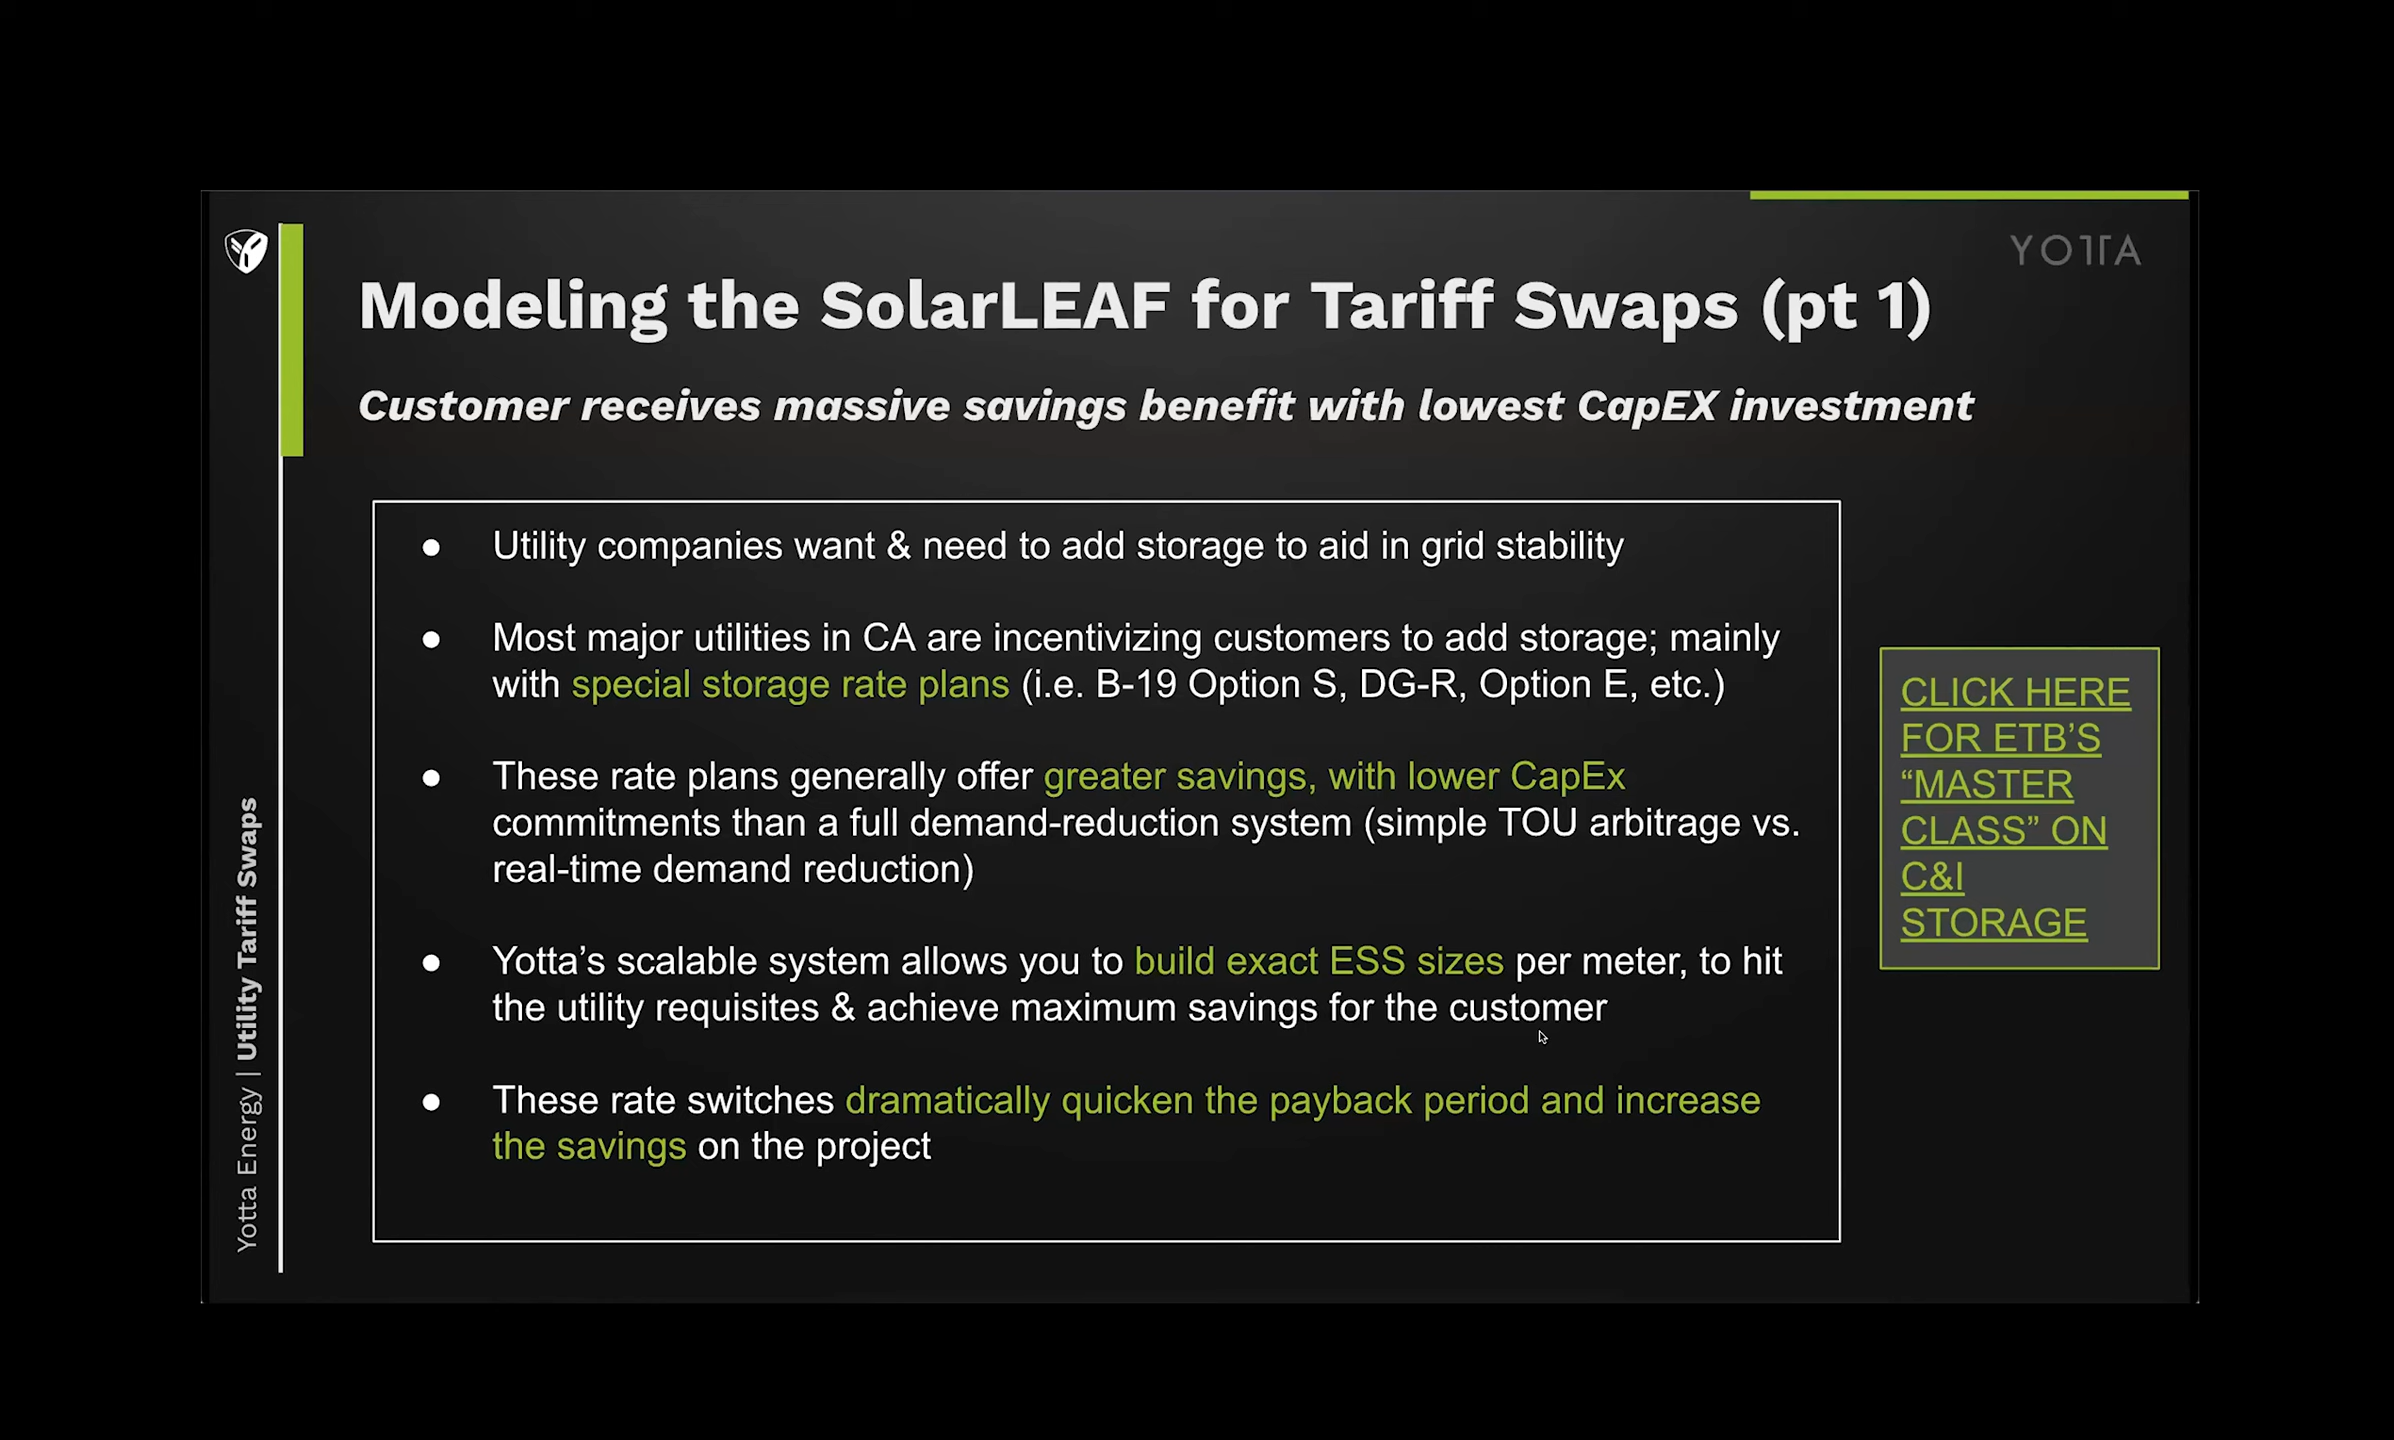 YOTTA
Modeling the SolarLEAF for Tariff Swaps (pt 1)
Customer receives massive savings benefit with lowest CapEX investment
● Utility companies want & need to add storage to aid in grid stability
● Most major utilities in CA are incentivizing customers to add storage; mainly
with special storage rate plans (i.e. B-19 Option S, DG-R, Option E, etc.)
● These rate plans generally offer greater savings, with lower CapEx
commitments than a full demand-reduction system (simple TOU arbitrage vs.
real-time demand reduction)
● Yotta’s scalable system allows you to build exact ESS sizes per meter, to hit
the utility requisites & achieve maximum savings for the customer
● These rate switches dramatically quicken the payback period and increase
the savings on the project
CLICK HERE
FOR ETB’S
“MASTER
CLASS” ON
C&I
STORAGE
Yotta Energy | Utility Tariff Swaps